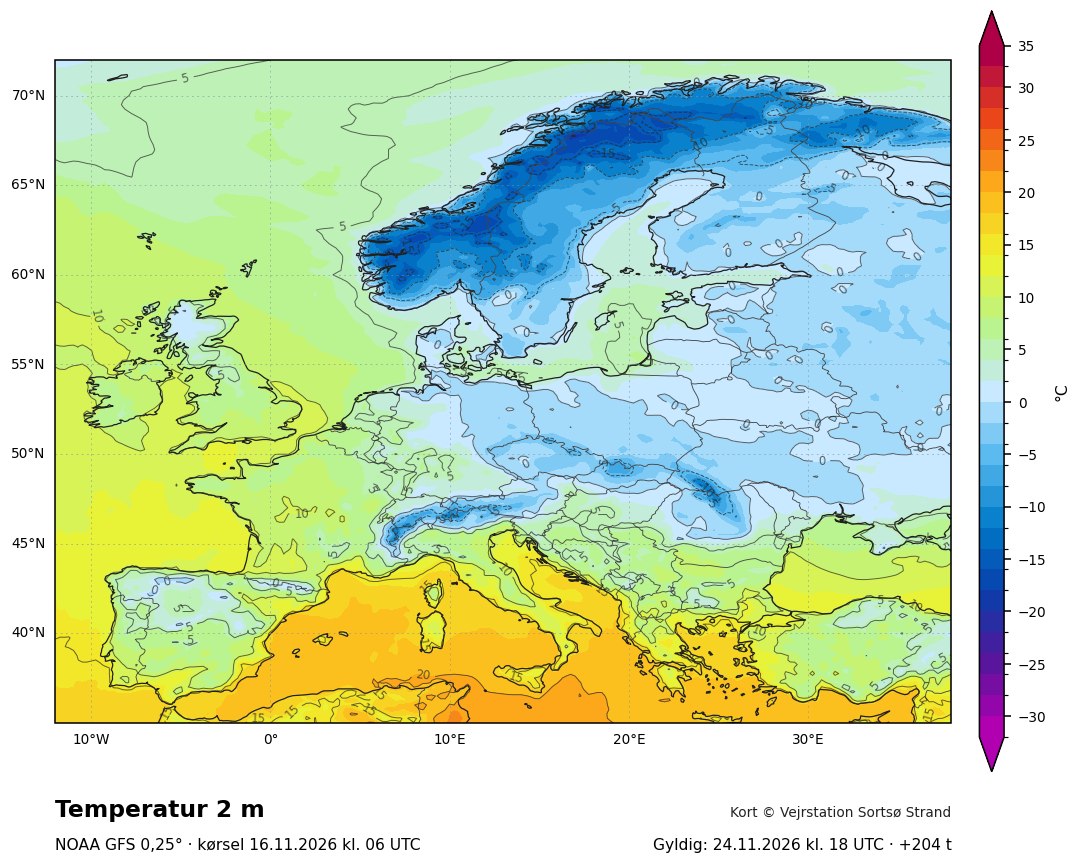 70°N
65°N
60°N
55°N
50°N
45°N
40°N
10°W
0°
10°E
20°E
30°E
35
30
25
20
15
10
5
0
−5
−10
−15
−20
−25
−30
°C
Temperatur 2 m
Kort © Vejrstation Sortsø Strand
NOAA GFS 0,25° · kørsel 16.11.2026 kl. 06 UTC
Gyldig: 24.11.2026 kl. 18 UTC · +204 t